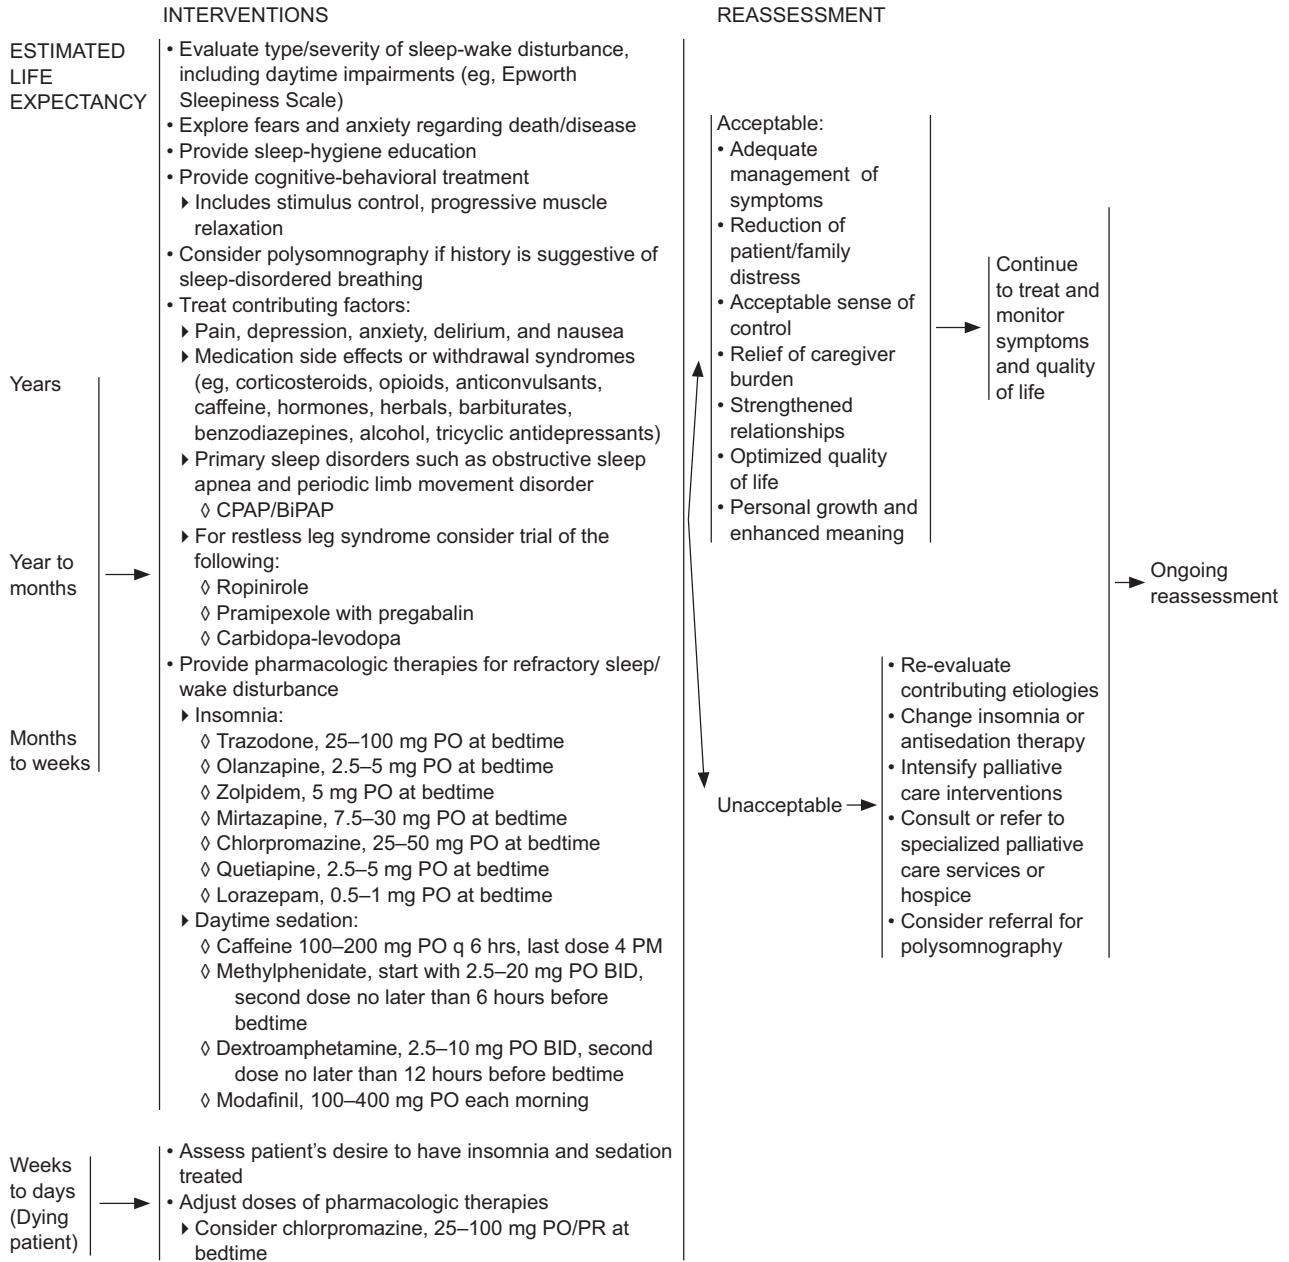 INTERVENTIONS
REASSESSMENT
ESTIMATED
LIFE
EXPECTANCY
Years
Year to
months
Months
to weeks
• Evaluate type/severity of sleep-wake disturbance,
including daytime impairments (eg, Epworth
Sleepiness Scale)
• Explore fears and anxiety regarding death/disease
• Provide sleep-hygiene education
• Provide cognitive-behavioral treatment
▸ Includes stimulus control, progressive muscle
relaxation
• Consider polysomnography if history is suggestive of
sleep-disordered breathing
• Treat contributing factors:
▸ Pain, depression, anxiety, delirium, and nausea
▸ Medication side effects or withdrawal syndromes
(eg, corticosteroids, opioids, anticonvulsants,
caffeine, hormones, herbals, barbiturates,
benzodiazepines, alcohol, tricyclic antidepressants)
▸ Primary sleep disorders such as obstructive sleep
apnea and periodic limb movement disorder
◊ CPAP/BiPAP
▸ For restless leg syndrome consider trial of the
following:
◊ Ropinirole
◊ Pramipexole with pregabalin
◊ Carbidopa-levodopa
• Provide pharmacologic therapies for refractory sleep/
wake disturbance
▸ Insomnia:
◊ Trazodone, 25–100 mg PO at bedtime
◊ Olanzapine, 2.5–5 mg PO at bedtime
◊ Zolpidem, 5 mg PO at bedtime
◊ Mirtazapine, 7.5–30 mg PO at bedtime
◊ Chlorpromazine, 25–50 mg PO at bedtime
◊ Quetiapine, 2.5–5 mg PO at bedtime
◊ Lorazepam, 0.5–1 mg PO at bedtime
▸ Daytime sedation:
◊ Caffeine 100–200 mg PO q 6 hrs, last dose 4 PM
◊ Methylphenidate, start with 2.5–20 mg PO BID,
second dose no later than 6 hours before
bedtime
◊ Dextroamphetamine, 2.5–10 mg PO BID, second
dose no later than 12 hours before bedtime
◊ Modafinil, 100–400 mg PO each morning
Weeks
to days
(Dying
patient)
• Assess patient's desire to have insomnia and sedation
treated
• Adjust doses of pharmacologic therapies
▸ Consider chlorpromazine, 25–100 mg PO/PR at
bedtime
Acceptable:
• Adequate
management of
symptoms
• Reduction of
patient/family
distress
• Acceptable sense of
control
• Relief of caregiver
burden
• Strengthened
relationships
• Optimized quality
of life
• Personal growth and
enhanced meaning
Continue
to treat and
monitor
symptoms
and quality
of life
Unacceptable
• Re-evaluate
contributing etiologies
• Change insomnia or
antisedation therapy
• Intensify palliative
care interventions
• Consult or refer to
specialized palliative
care services or
hospice
• Consider referral for
polysomnography
Ongoing
reassessment